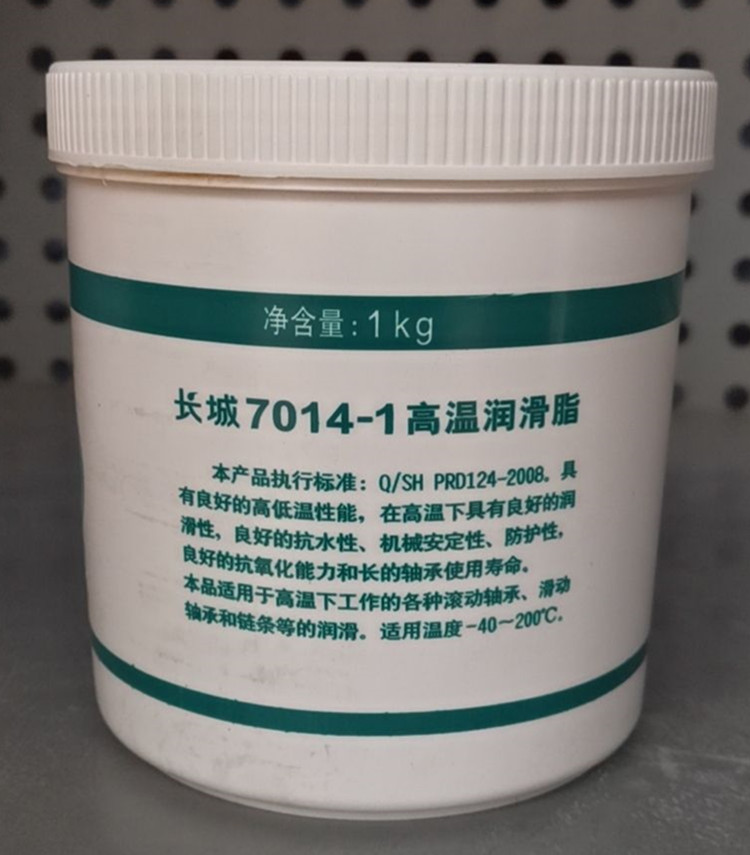 净含量：1kg
长城7014-1高温润滑脂
本产品执行标准：Q/SH PRD124-2008。具
有良好的高低温性能，在高温下具有良好的润
滑性，良好的抗水性、机械安定性、防护性，
良好的抗氧化能力和长的轴承使用寿命。
本品适用于高温下工作的各种滚动轴承、滑动
轴承和链条等的润滑。适用温度-40～200℃。